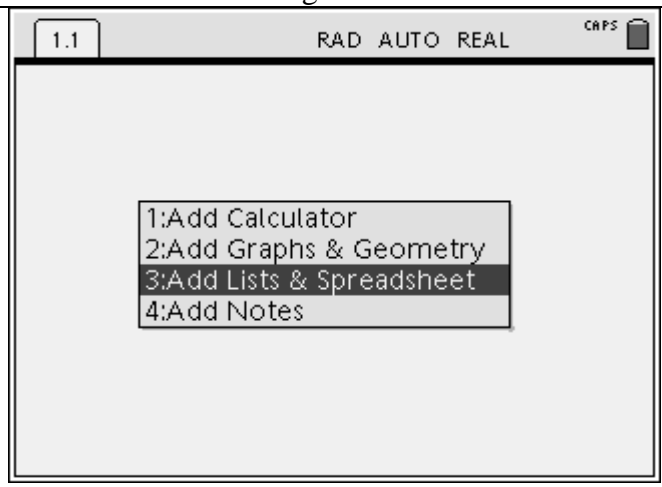 1.1 RAD AUTO REAL CAPS
1:Add Calculator
2:Add Graphs & Geometry
3:Add Lists & Spreadsheet
4:Add Notes